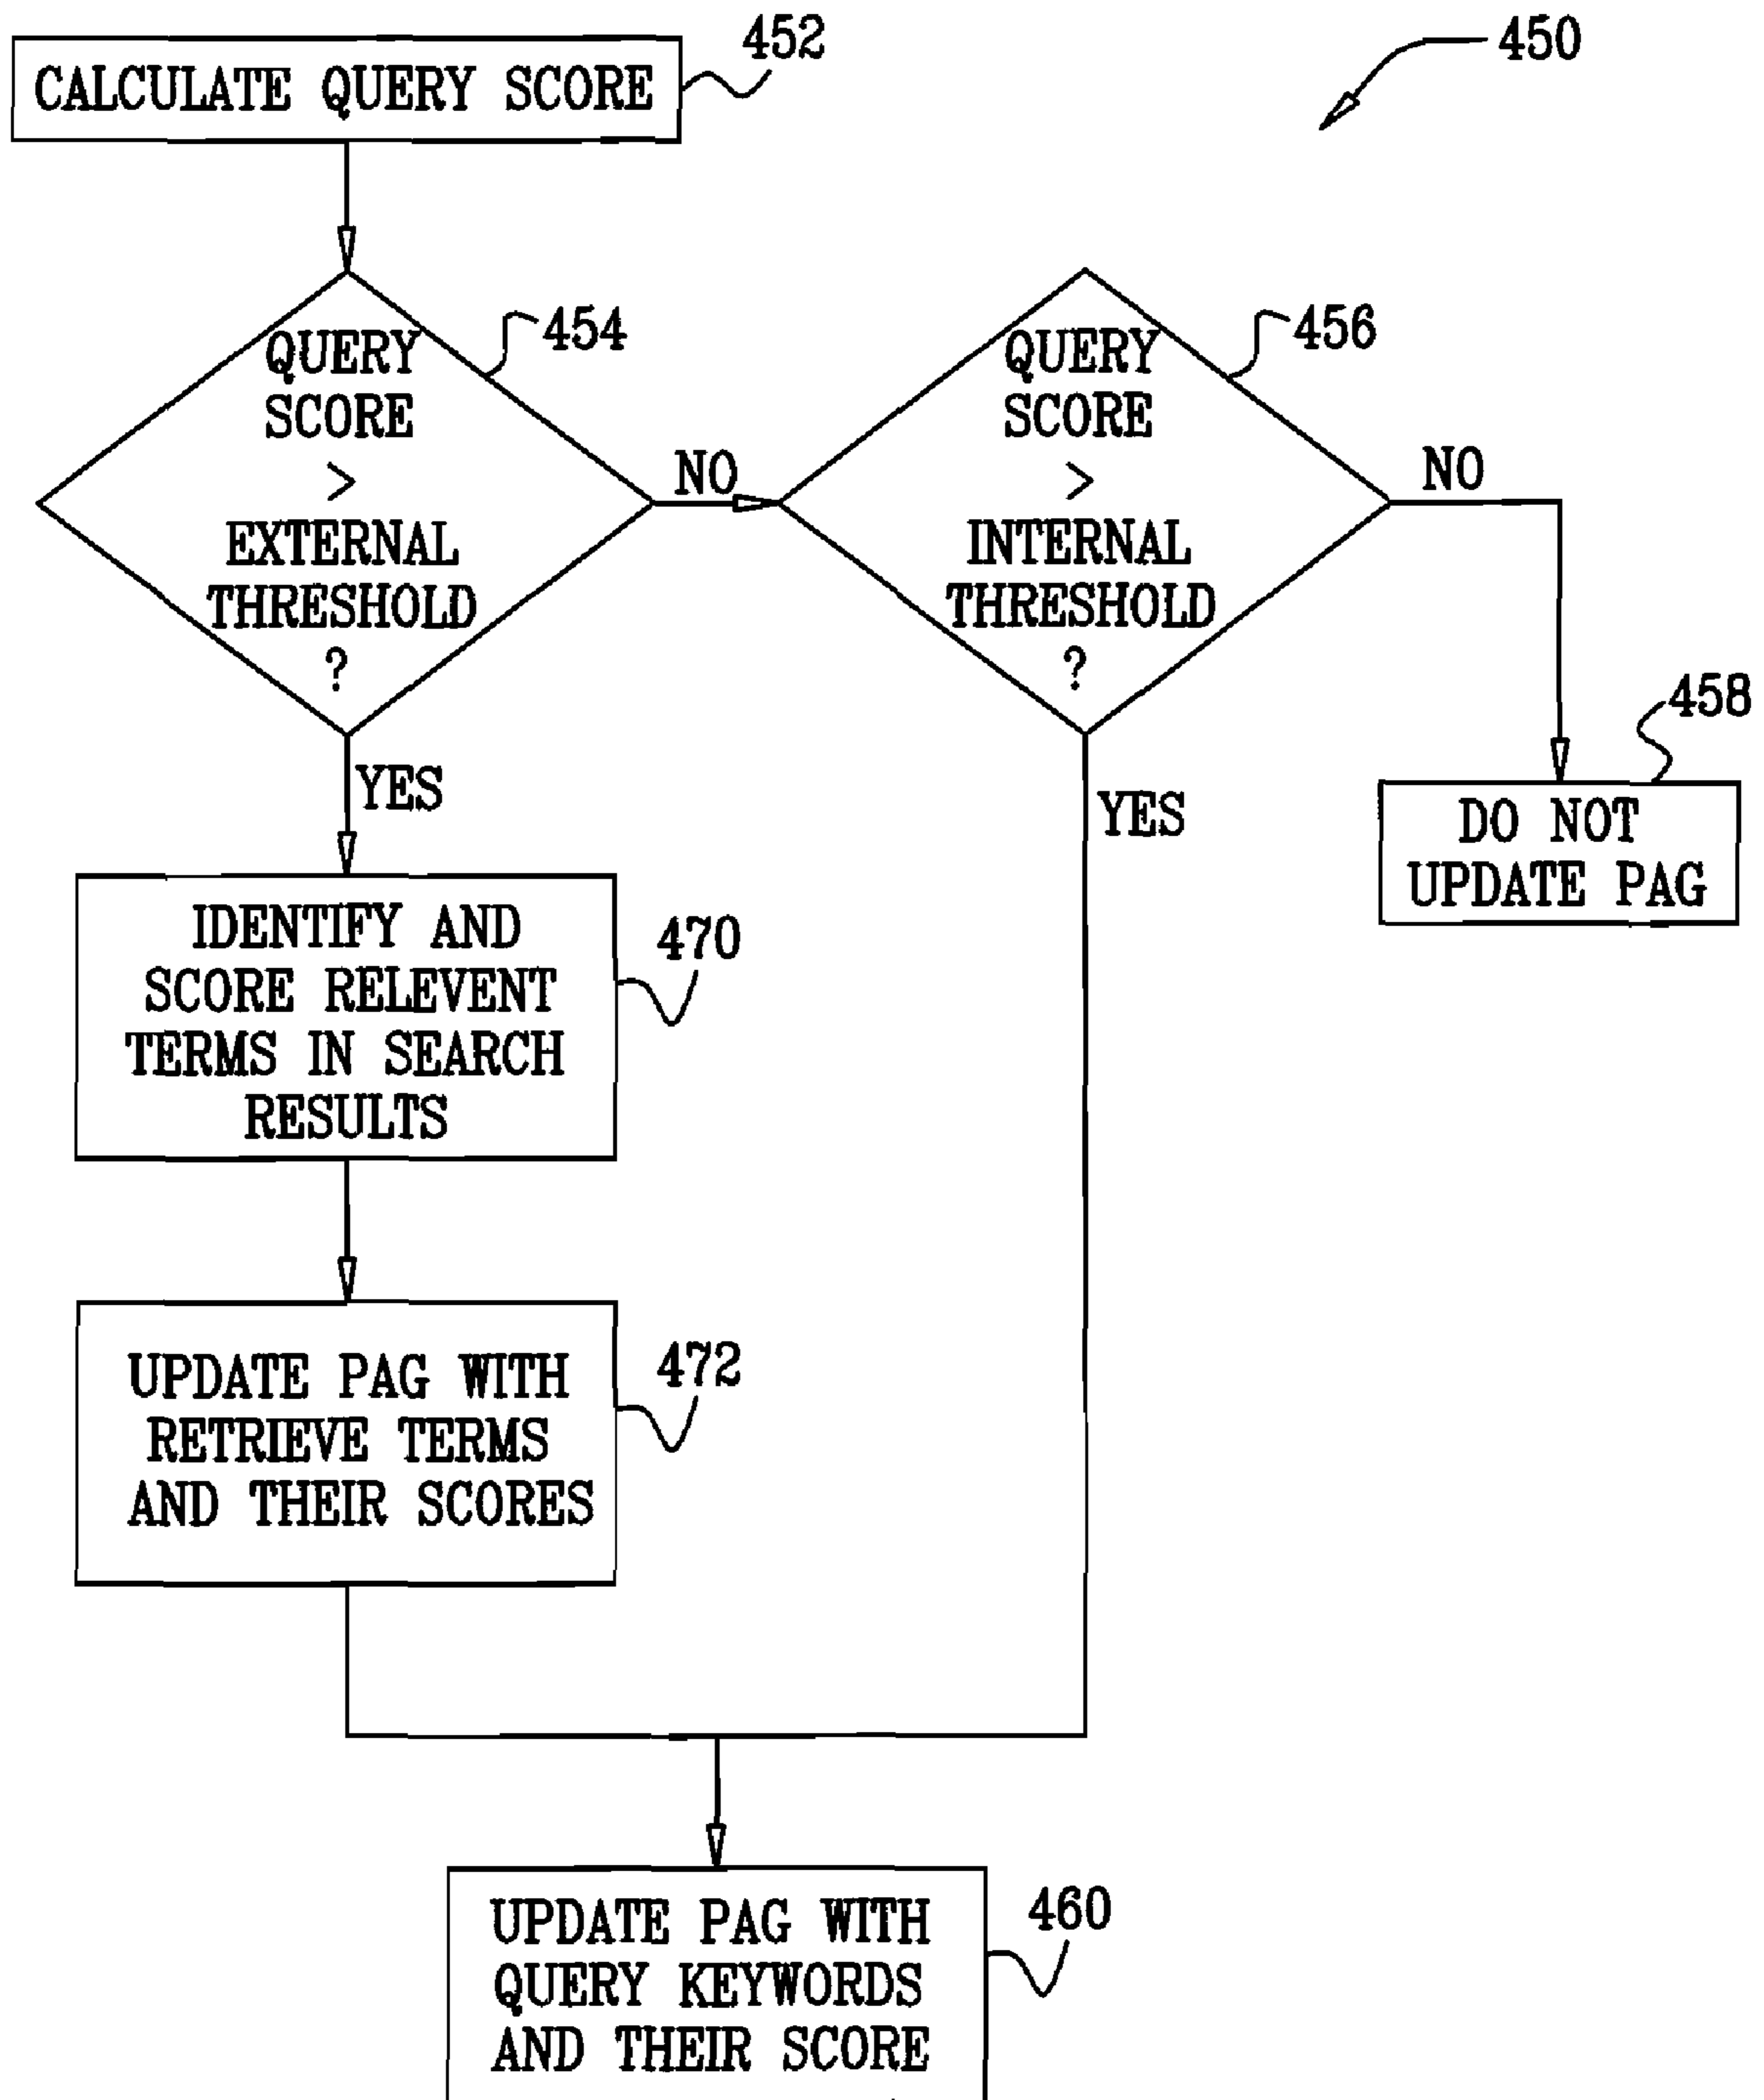 CALCULATE QUERY SCORE
452
450
QUERY
SCORE
>
EXTERNAL
THRESHOLD
?
454
NO
QUERY
SCORE
>
INTERNAL
THRESHOLD
?
456
NO
YES
YES
458
DO NOT
UPDATE PAG
IDENTIFY AND
SCORE RELEVENT
TERMS IN SEARCH
RESULTS
470
UPDATE PAG WITH
RETRIEVE TERMS
AND THEIR SCORES
472
UPDATE PAG WITH
QUERY KEYWORDS
AND THEIR SCORE
460